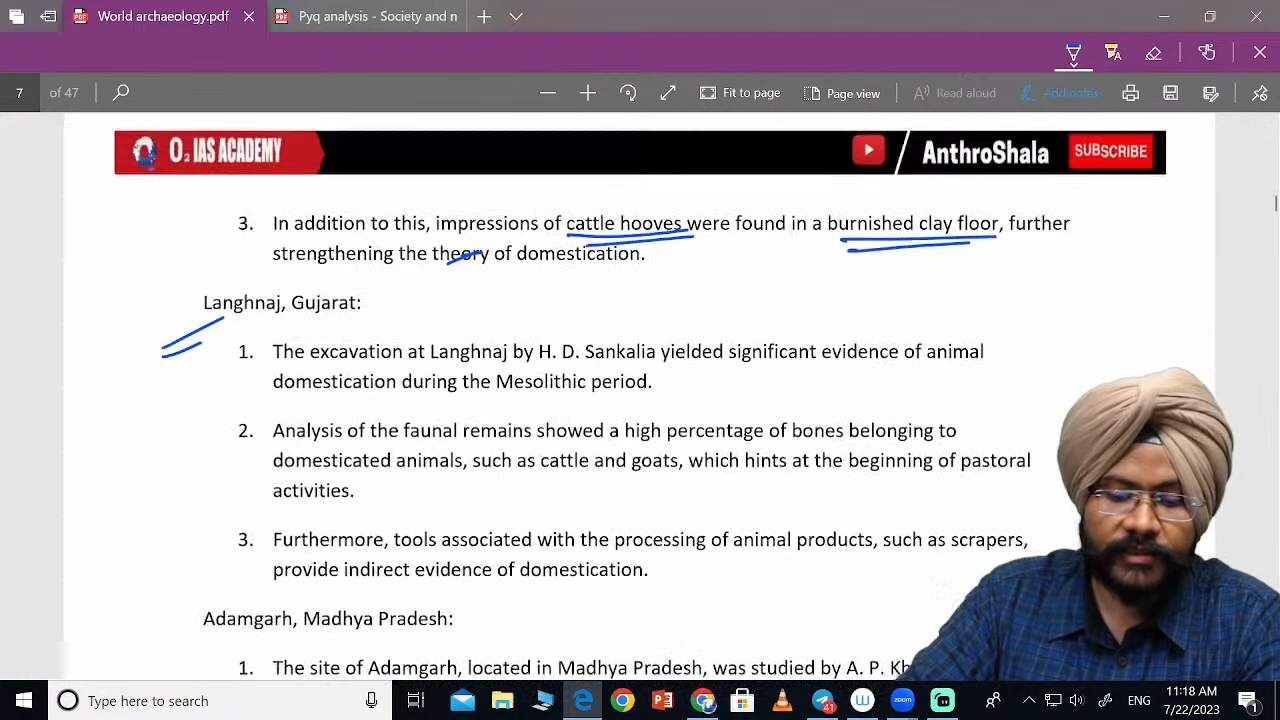 World archaeology.pdf
Pyq analysis - Society and n
7 of 47
Fit to page
Page view
Read aloud
Add notes
O2 IAS ACADEMY
AnthroShala
SUBSCRIBE
3. In addition to this, impressions of cattle hooves were found in a burnished clay floor, further
strengthening the theory of domestication.
Langhnaj, Gujarat:
1. The excavation at Langhnaj by H. D. Sankalia yielded significant evidence of animal
domestication during the Mesolithic period.
2. Analysis of the faunal remains showed a high percentage of bones belonging to
domesticated animals, such as cattle and goats, which hints at the beginning of pastoral
activities.
3. Furthermore, tools associated with the processing of animal products, such as scrapers,
provide indirect evidence of domestication.
Adamgarh, Madhya Pradesh:
1. The site of Adamgarh, located in Madhya Pradesh, was studied by A. P. Kh
Type here to search
41
zoom
ENG
11:18 AM
7/22/2023